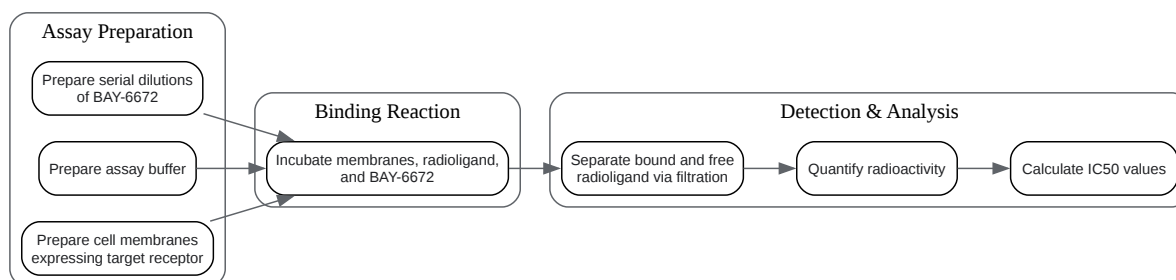 Assay Preparation
Prepare serial dilutions
of BAY-6672
Prepare assay buffer
Prepare cell membranes
expressing target receptor
Binding Reaction
Incubate membranes, radioligand,
and BAY-6672
Detection & Analysis
Separate bound and free
radioligand via filtration
Quantify radioactivity
Calculate IC50 values